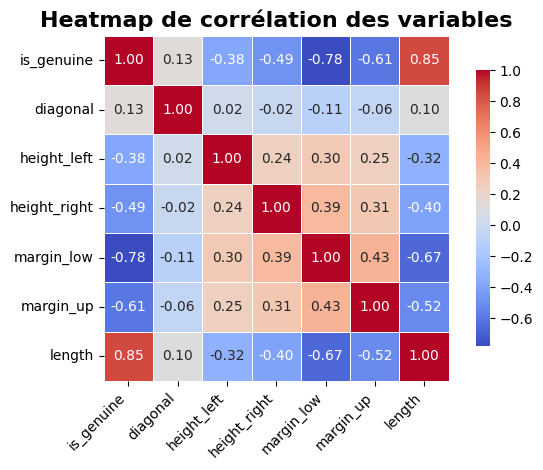 Heatmap de corrélation des variables
is_genuine 1.00 0.13 -0.38 -0.49 -0.78 -0.61 0.85
diagonal 0.13 1.00 0.02 -0.02 -0.11 -0.06 0.10
height_left -0.38 0.02 1.00 0.24 0.30 0.25 -0.32
height_right -0.49 -0.02 0.24 1.00 0.39 0.31 -0.40
margin_low -0.78 -0.11 0.30 0.39 1.00 0.43 -0.67
margin_up -0.61 -0.06 0.25 0.31 0.43 1.00 -0.52
length 0.85 0.10 -0.32 -0.40 -0.67 -0.52 1.00
is_genuine diagonal height_left height_right margin_low margin_up length
1.0
0.8
0.6
0.4
0.2
0.0
−0.2
−0.4
−0.6